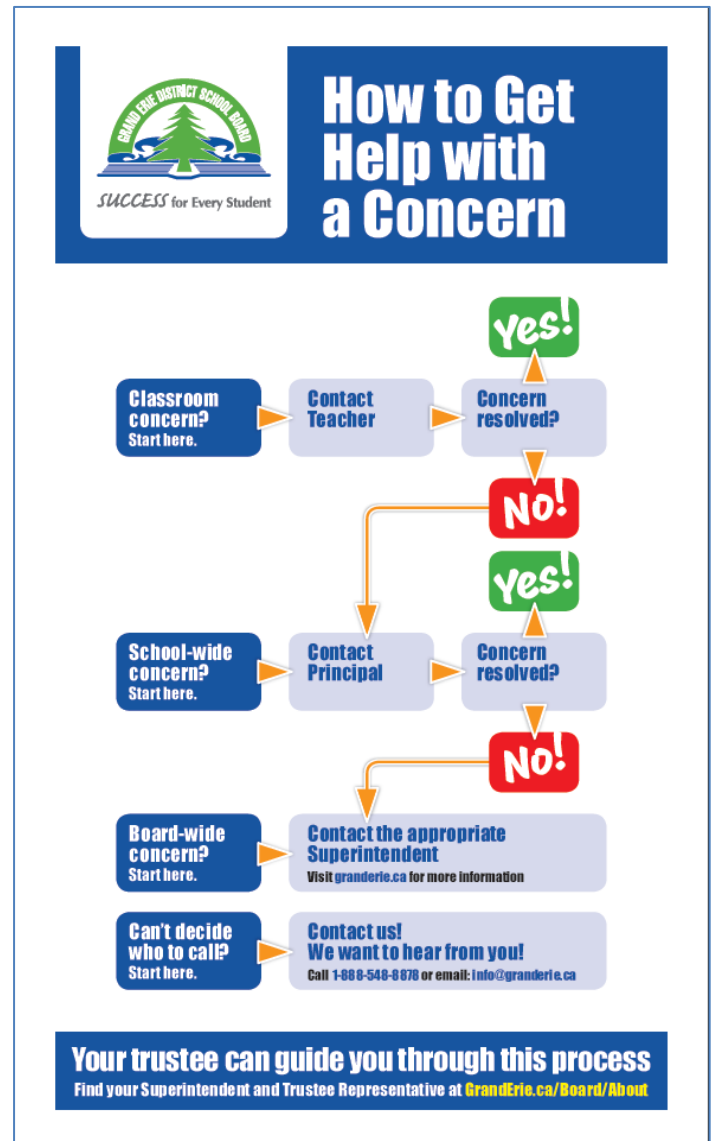 GRAND ERIE DISTRICT SCHOOL BOARD
SUCCESS for Every Student
How to Get
Help with
a Concern
Yes!
Classroom
concern?
Start here.
Contact
Teacher
Concern
resolved?
No!
Yes!
School-wide
concern?
Start here.
Contact
Principal
Concern
resolved?
No!
Board-wide
concern?
Start here.
Contact the appropriate
Superintendent
Visit granderie.ca for more information
Can't decide
who to call?
Start here.
Contact us!
We want to hear from you!
Call 1-888-548-8878 or email: info@granderie.ca
Your trustee can guide you through this process
Find your Superintendent and Trustee Representative at GrandErie.ca/Board/About